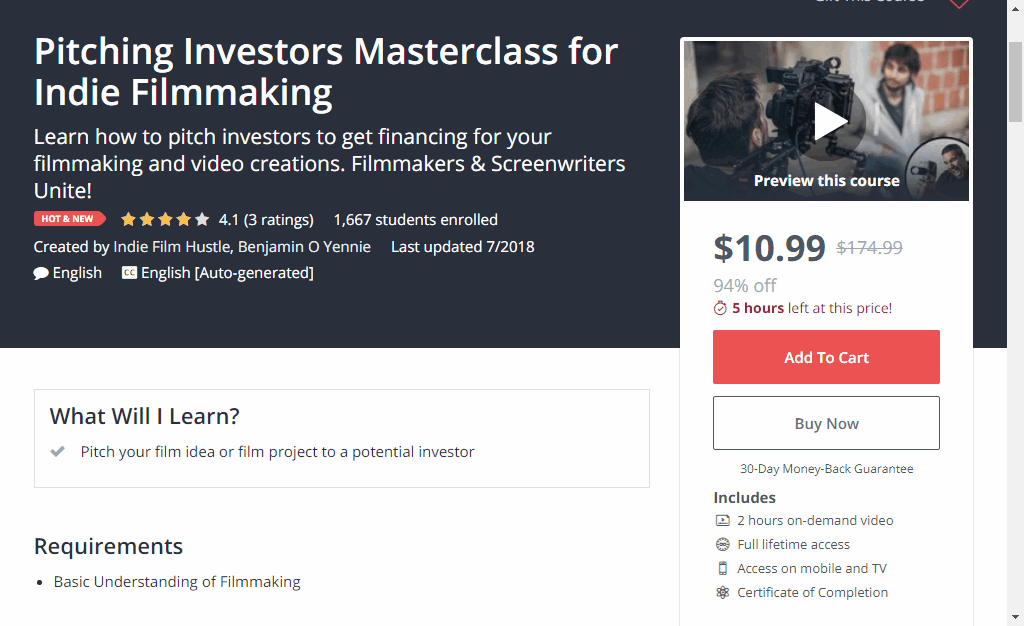 Gift This Course
Pitching Investors Masterclass for
Indie Filmmaking
Learn how to pitch investors to get financing for your
filmmaking and video creations. Filmmakers & Screenwriters
Unite!
HOT & NEW 4.1 (3 ratings) 1,667 students enrolled
Created by Indie Film Hustle, Benjamin O Yennie Last updated 7/2018
English CC English [Auto-generated]
Preview this course
$10.99 $174.99
94% off
5 hours left at this price!
Add To Cart
Buy Now
30-Day Money-Back Guarantee
Includes
2 hours on-demand video
Full lifetime access
Access on mobile and TV
Certificate of Completion
What Will I Learn?
Pitch your film idea or film project to a potential investor
Requirements
Basic Understanding of Filmmaking